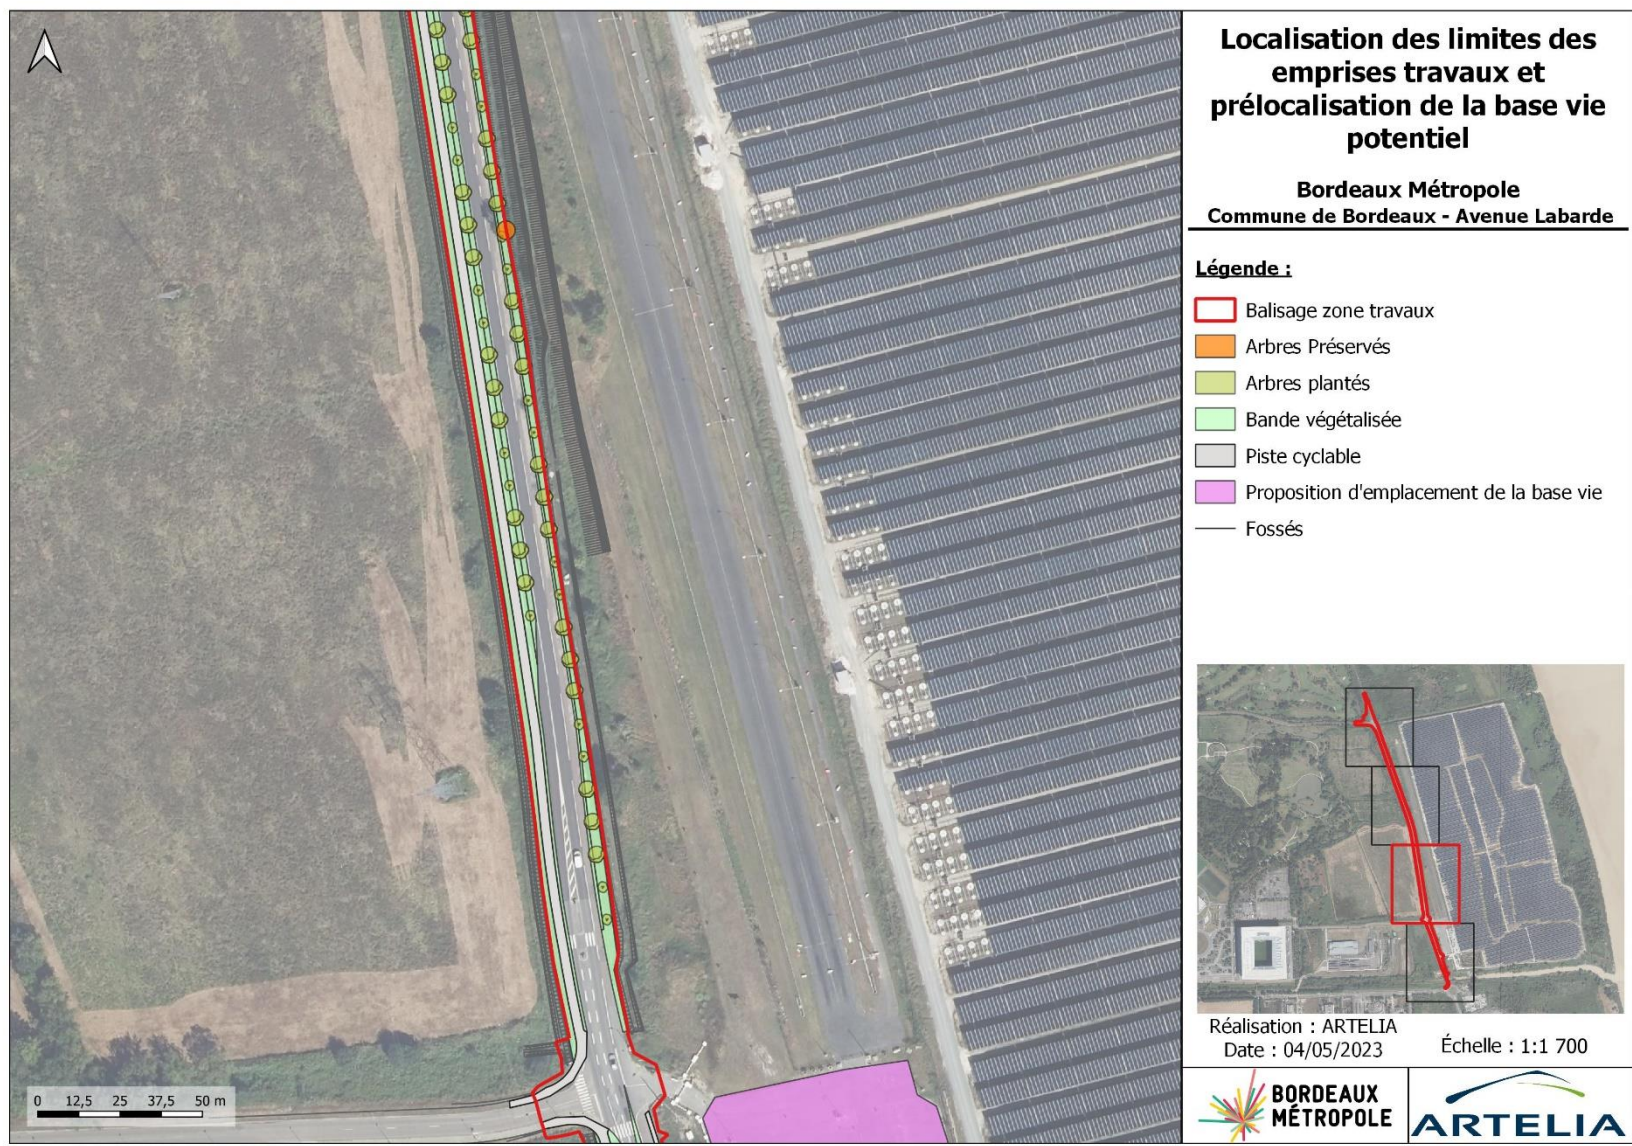 Localisation des limites des
emprises travaux et
prélocalisation de la base vie
potentiel
Bordeaux Métropole
Commune de Bordeaux - Avenue Labarde
Légende :
Balisage zone travaux
Arbres Préservés
Arbres plantés
Bande végétalisée
Piste cyclable
Proposition d'emplacement de la base vie
Fossés
Réalisation : ARTELIA
Date : 04/05/2023
Échelle : 1:1 700
0 12,5 25 37,5 50 m
BORDEAUX
MÉTROPOLE
ARTELIA